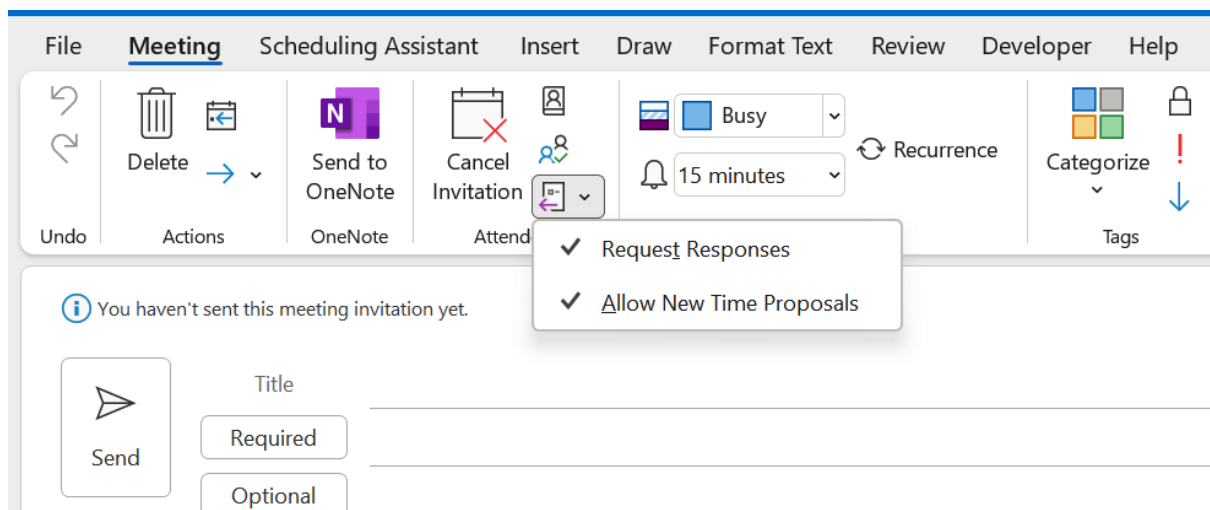 File Meeting Scheduling Assistant Insert Draw Format Text Review Developer Help
N
Busy
Delete
Send to
OneNote
Cancel
Invitation
15 minutes
Recurrence
Categorize
Undo
Actions
OneNote
Attend
Tags
Request Responses
Allow New Time Proposals
You haven't sent this meeting invitation yet.
Title
Send
Required
Optional